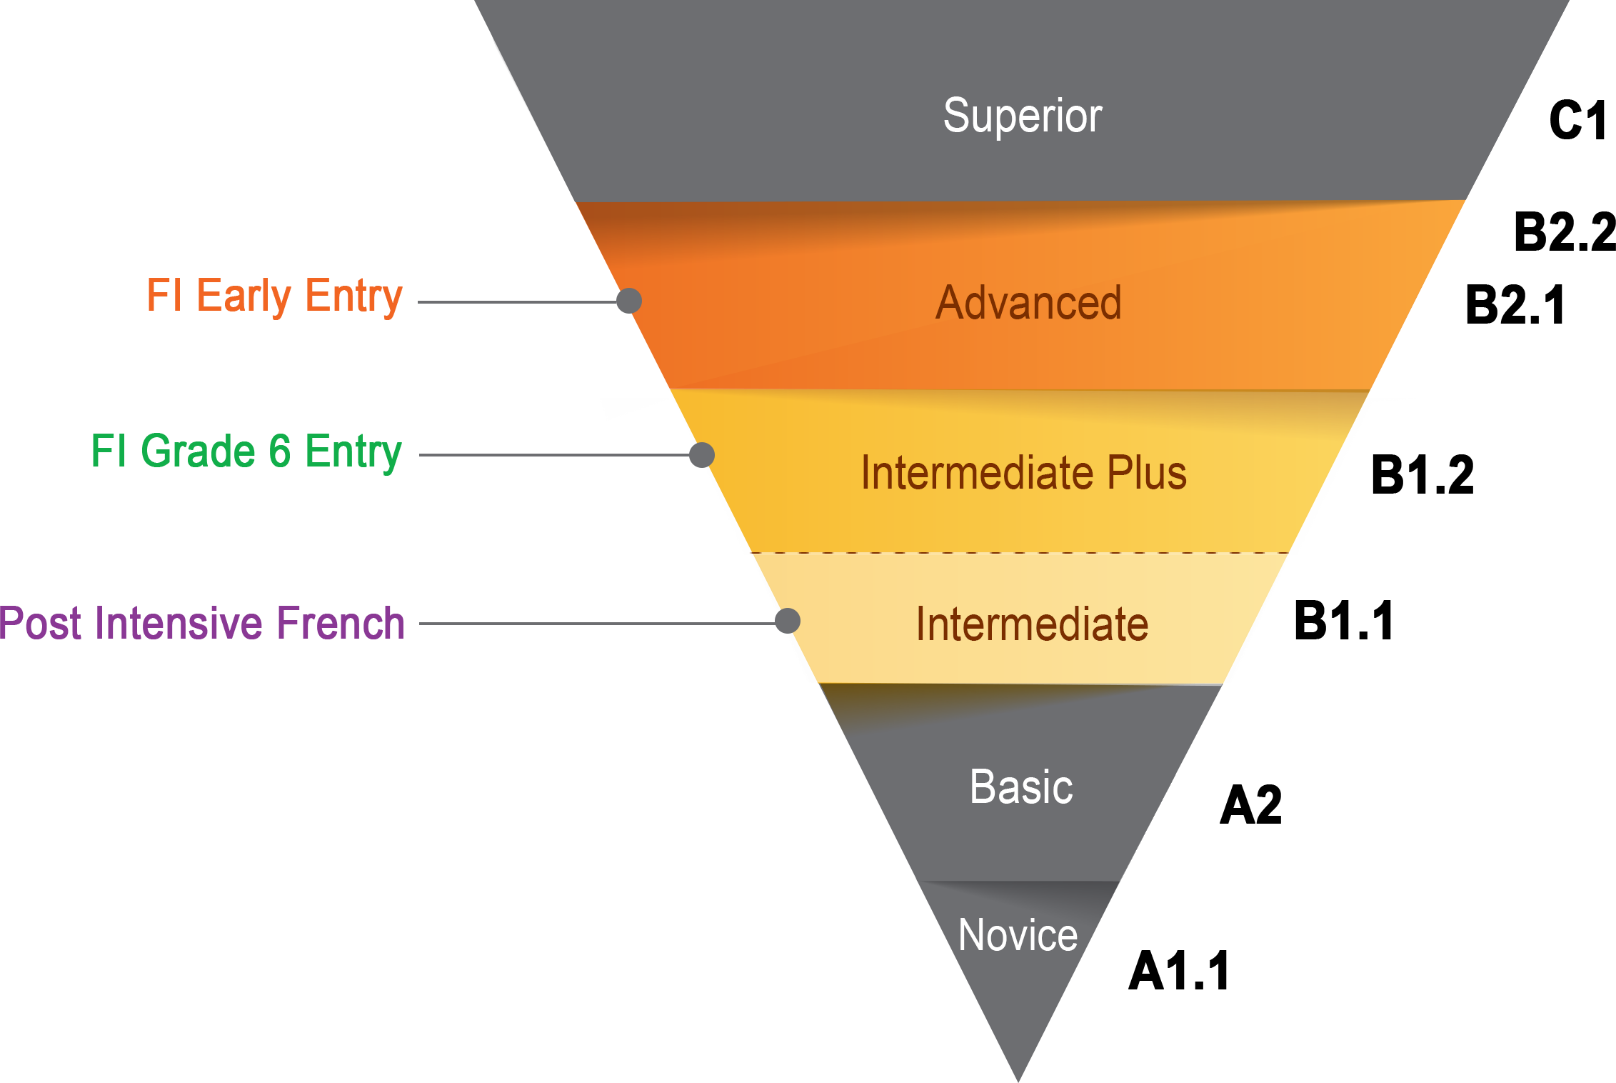 Superior
C1
B2.2
FI Early Entry
Advanced
B2.1
FI Grade 6 Entry
Intermediate Plus
B1.2
Post Intensive French
Intermediate
B1.1
Basic
A2
Novice
A1.1